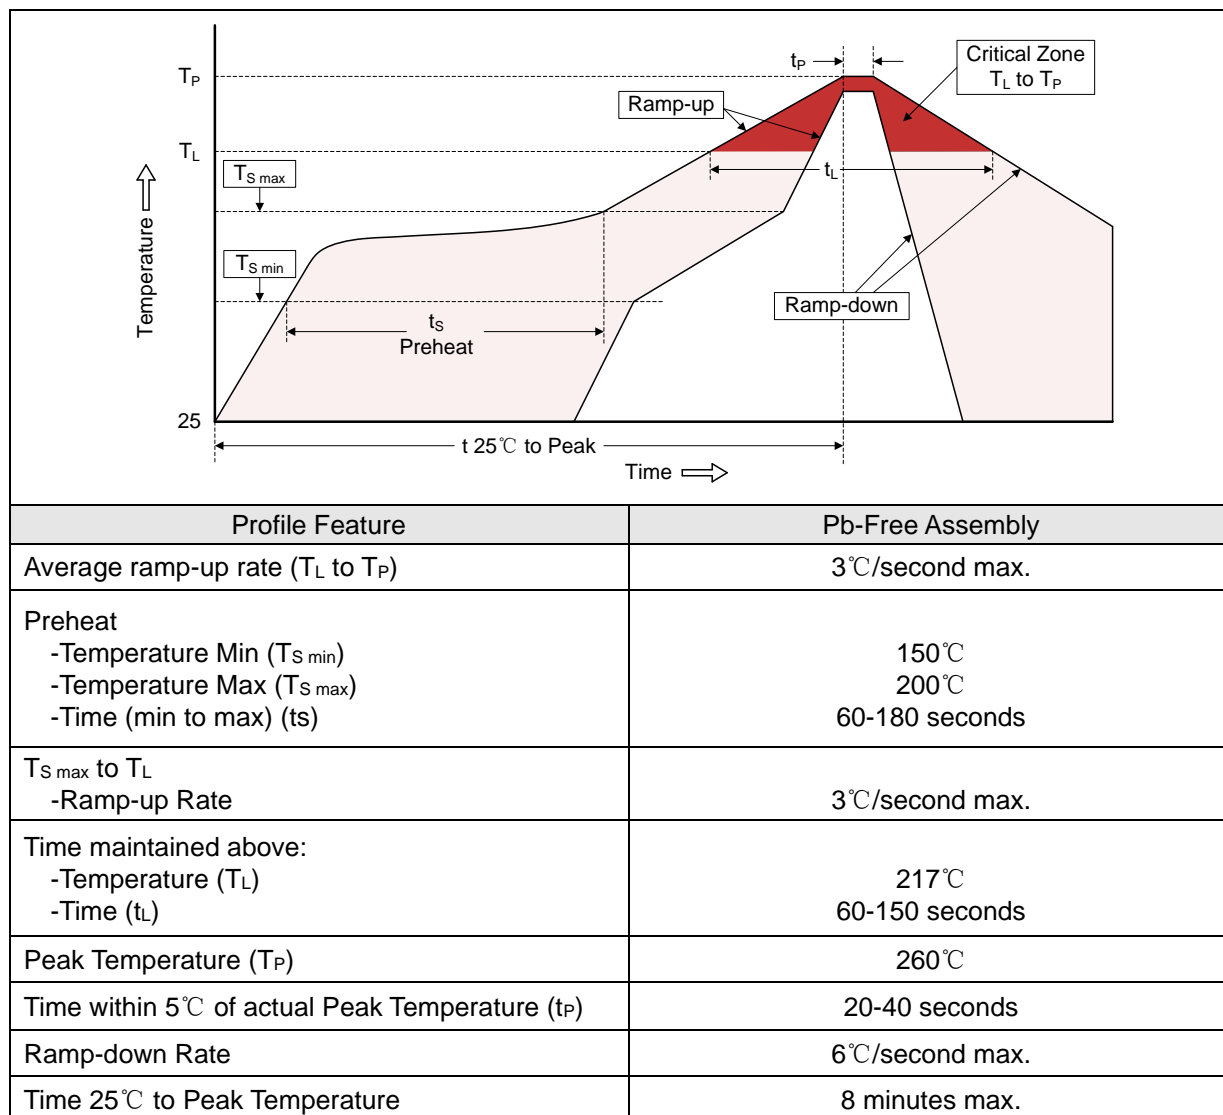 tP
Critical Zone
TL to TP
TP
Ramp-up
TL
TS max
tL
TS min
Temperature
Ramp-down
tS
Preheat
25
t 25℃ to Peak
Time
Profile Feature Pb-Free Assembly
Average ramp-up rate (TL to TP) 3℃/second max.
Preheat
-Temperature Min (TS min) 150℃
-Temperature Max (TS max) 200℃
-Time (min to max) (ts) 60-180 seconds
TS max to TL
-Ramp-up Rate 3℃/second max.
Time maintained above:
-Temperature (TL) 217℃
-Time (tL) 60-150 seconds
Peak Temperature (TP) 260℃
Time within 5℃ of actual Peak Temperature (tP) 20-40 seconds
Ramp-down Rate 6℃/second max.
Time 25℃ to Peak Temperature 8 minutes max.